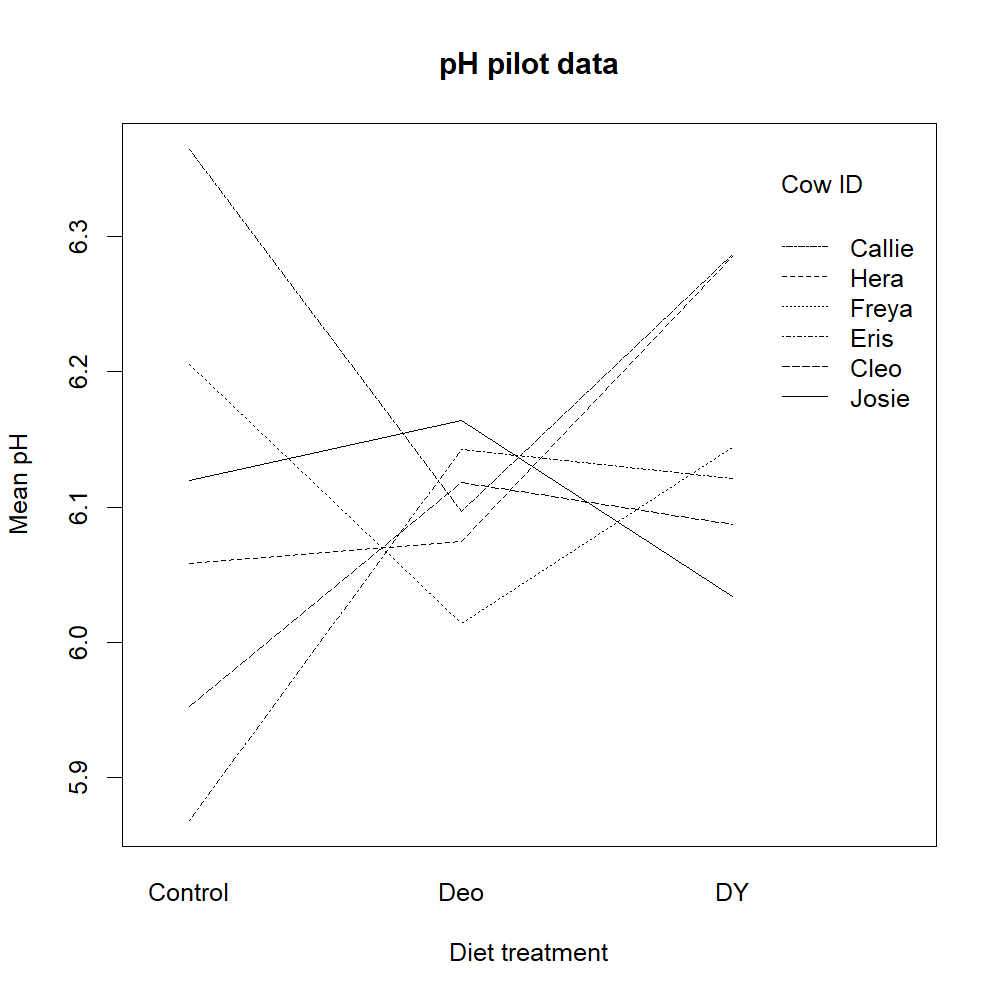 pH pilot data
Cow ID
Callie
Hera
Freya
Eris
Cleo
Josie
Mean pH
6.3
6.2
6.1
6.0
5.9
Control Deo DY
Diet treatment